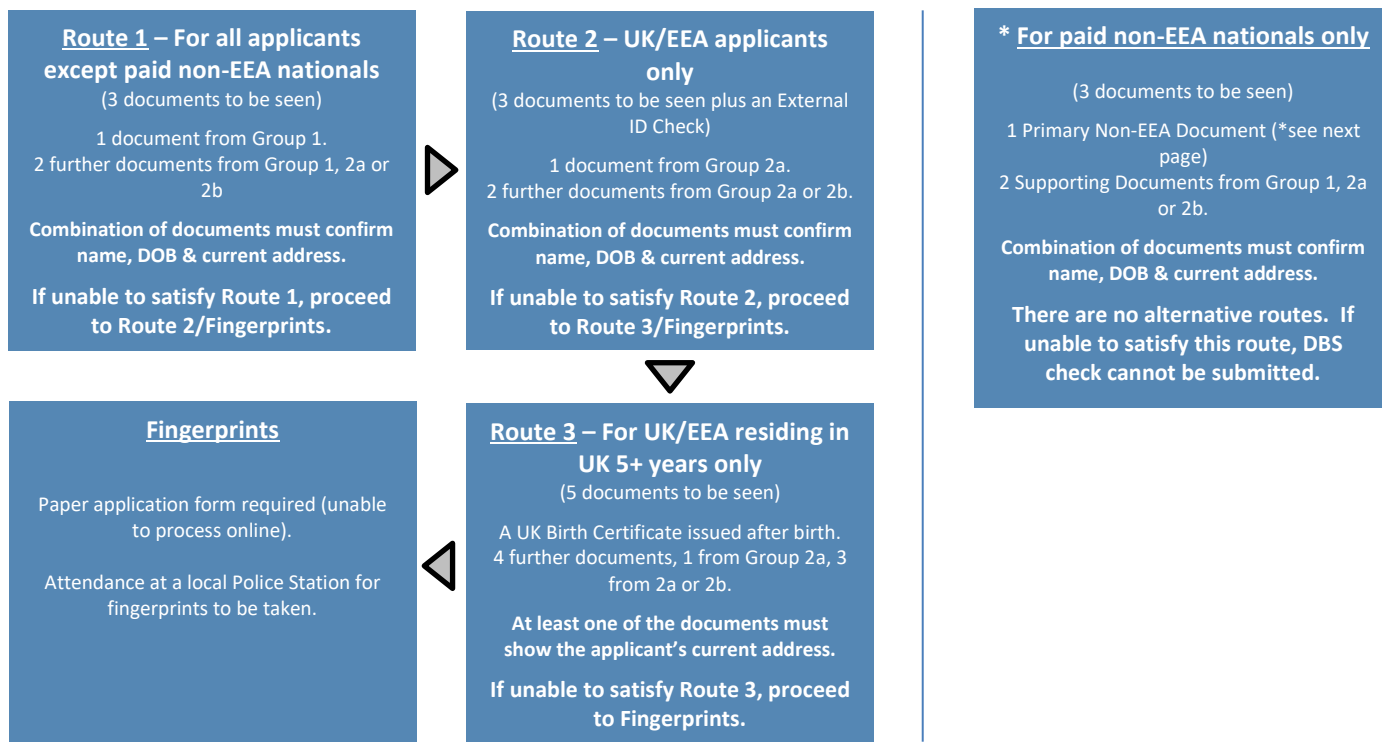 Route 1 – For all applicants
except paid non-EEA nationals
(3 documents to be seen)
1 document from Group 1.
2 further documents from Group 1, 2a or
2b
Combination of documents must confirm
name, DOB & current address.
If unable to satisfy Route 1, proceed
to Route 2/Fingerprints.
Route 2 – UK/EEA applicants
only
(3 documents to be seen plus an External
ID Check)
1 document from Group 2a.
2 further documents from Group 2a or 2b.
Combination of documents must confirm
name, DOB & current address.
If unable to satisfy Route 2, proceed
to Route 3/Fingerprints.
Route 3 – For UK/EEA residing in
UK 5+ years only
(5 documents to be seen)
A UK Birth Certificate issued after birth.
4 further documents, 1 from Group 2a, 3
from 2a or 2b.
At least one of the documents must
show the applicant’s current address.
If unable to satisfy Route 3, proceed
to Fingerprints.
Fingerprints
Paper application form required (unable
to process online).
Attendance at a local Police Station for
fingerprints to be taken.
* For paid non-EEA nationals only
(3 documents to be seen)
1 Primary Non-EEA Document (*see next
page)
2 Supporting Documents from Group 1, 2a
or 2b.
Combination of documents must confirm
name, DOB & current address.
There are no alternative routes. If
unable to satisfy this route, DBS
check cannot be submitted.